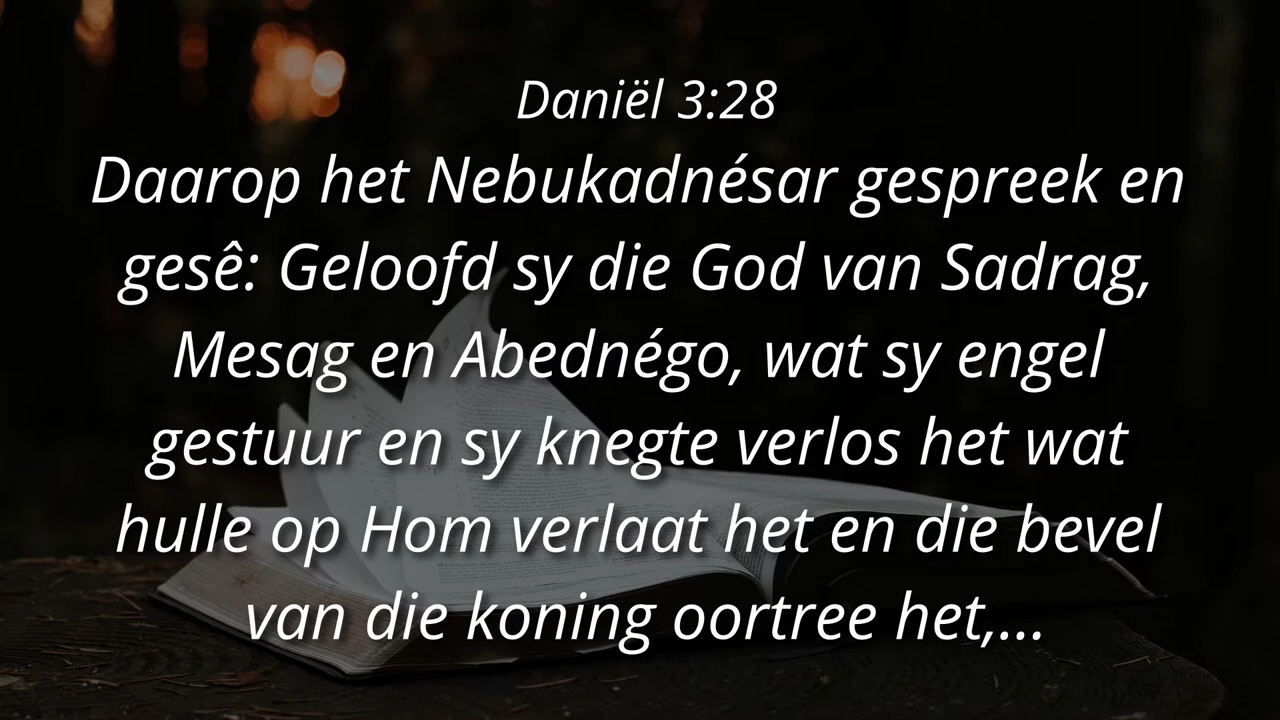 Daniël 3:28
Daarop het Nebukadnésar gespreek en
gesê: Geloofd sy die God van Sadrag,
Mesag en Abednégo, wat sy engel
gestuur en sy knegte verlos het wat
hulle op Hom verlaat het en die bevel
van die koning oortree het,...